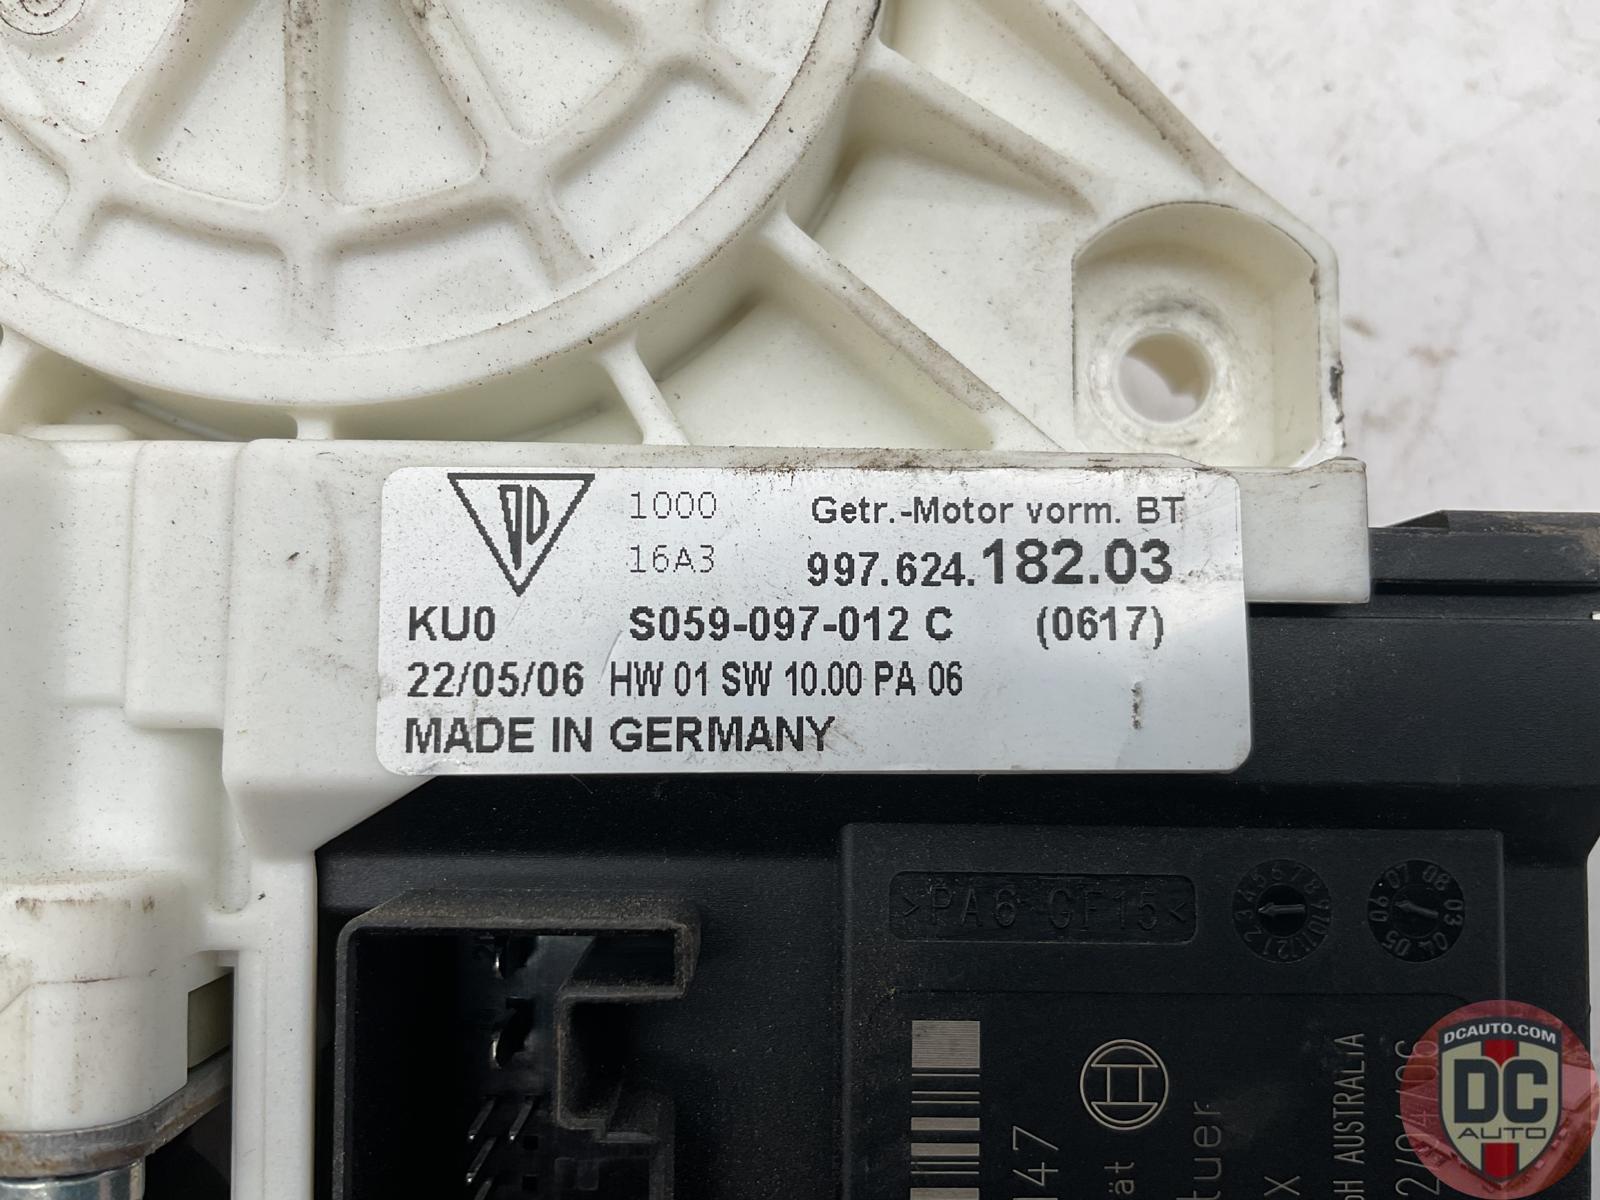 1000
Getr.-Motor vorm. BT
16A3
997.624.182.03
KU0 S059-097-012 C (0617)
22/05/06 HW 01 SW 10.00 PA 06
MADE IN GERMANY
>PA6 GF15<
AUSTRALIA
DCAUTO.COM
DC
AUTO